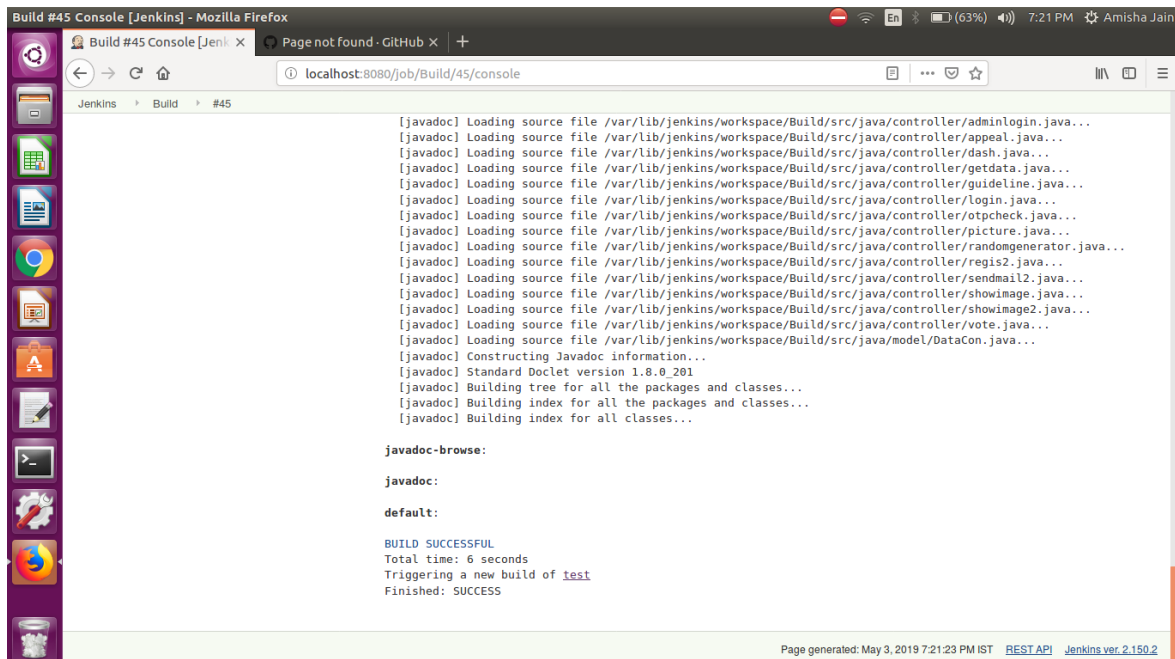 Build #45 Console [Jenkins] - Mozilla Firefox
En (63%) 7:21 PM Amisha Jain
Build #45 Console [Jenk × Page not found · GitHub × +
localhost:8080/job/Build/45/console
Jenkins Build #45
[javadoc] Loading source file /var/lib/jenkins/workspace/Build/src/java/controller/adminlogin.java...
[javadoc] Loading source file /var/lib/jenkins/workspace/Build/src/java/controller/appeal.java...
[javadoc] Loading source file /var/lib/jenkins/workspace/Build/src/java/controller/dash.java...
[javadoc] Loading source file /var/lib/jenkins/workspace/Build/src/java/controller/getdata.java...
[javadoc] Loading source file /var/lib/jenkins/workspace/Build/src/java/controller/guideline.java...
[javadoc] Loading source file /var/lib/jenkins/workspace/Build/src/java/controller/login.java...
[javadoc] Loading source file /var/lib/jenkins/workspace/Build/src/java/controller/otpcheck.java...
[javadoc] Loading source file /var/lib/jenkins/workspace/Build/src/java/controller/picture.java...
[javadoc] Loading source file /var/lib/jenkins/workspace/Build/src/java/controller/randomgenerator.java...
[javadoc] Loading source file /var/lib/jenkins/workspace/Build/src/java/controller/regis2.java...
[javadoc] Loading source file /var/lib/jenkins/workspace/Build/src/java/controller/sendmail2.java...
[javadoc] Loading source file /var/lib/jenkins/workspace/Build/src/java/controller/showimage.java...
[javadoc] Loading source file /var/lib/jenkins/workspace/Build/src/java/controller/showimage2.java...
[javadoc] Loading source file /var/lib/jenkins/workspace/Build/src/java/controller/vote.java...
[javadoc] Loading source file /var/lib/jenkins/workspace/Build/src/java/model/DataCon.java...
[javadoc] Constructing Javadoc information...
[javadoc] Standard Doclet version 1.8.0_201
[javadoc] Building tree for all the packages and classes...
[javadoc] Building index for all the packages and classes...
[javadoc] Building index for all classes...
javadoc-browse:
javadoc:
default:
BUILD SUCCESSFUL
Total time: 6 seconds
Triggering a new build of test
Finished: SUCCESS
Page generated: May 3, 2019 7:21:23 PM IST REST API Jenkins ver. 2.150.2